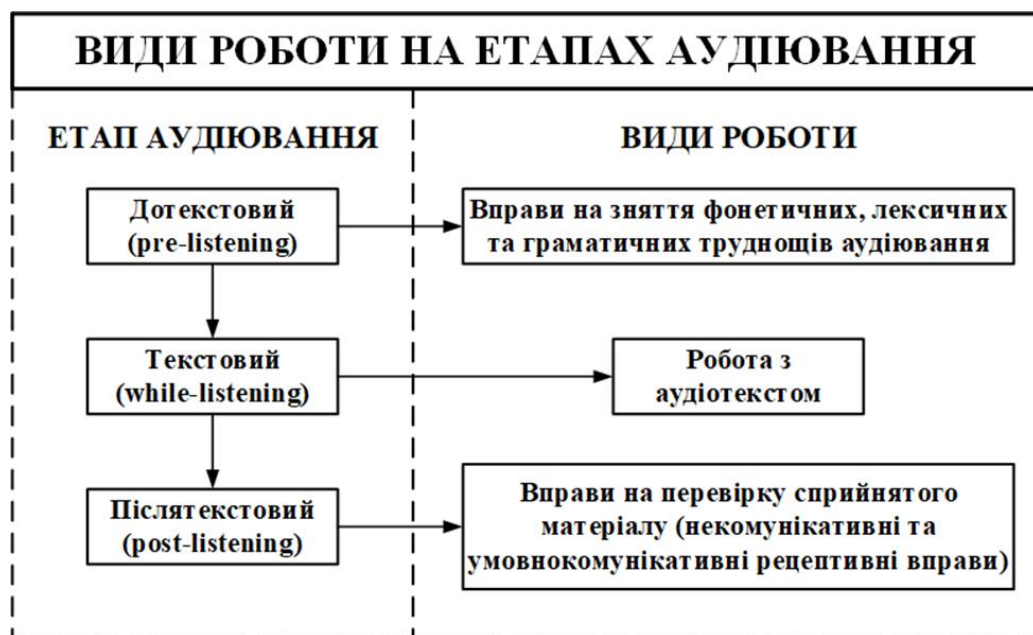 ВИДИ РОБОТИ НА ЕТАПАХ АУДІЮВАННЯ
ЕТАП АУДІЮВАННЯ
ВИДИ РОБОТИ
Дотекстовий
(pre-listening)
Вправи на зняття фонетичних, лексичних
та граматичних труднощів аудіювання
Текстовий
(while-listening)
Робота з
аудіотекстом
Післятекстовий
(post-listening)
Вправи на перевірку сприйнятого
матеріалу (некомунікативні та
умовнокомунікативні рецептивні вправи)